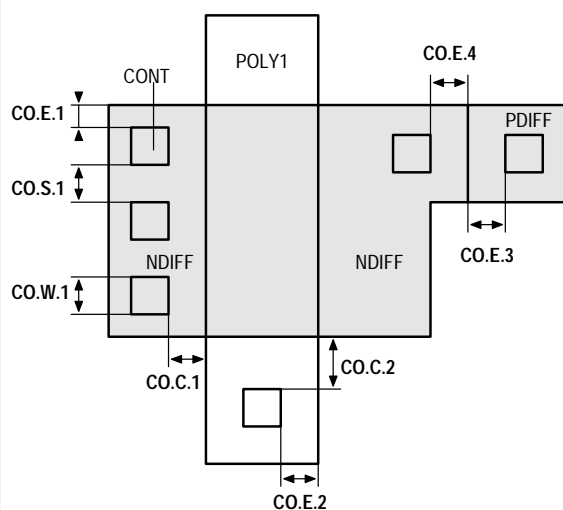 CO.E.4
POLY1
CONT
CO.E.1
PDIFF
CO.S.1
NDIFF
NDIFF
CO.E.3
CO.W.1
CO.C.2
CO.C.1
CO.E.2